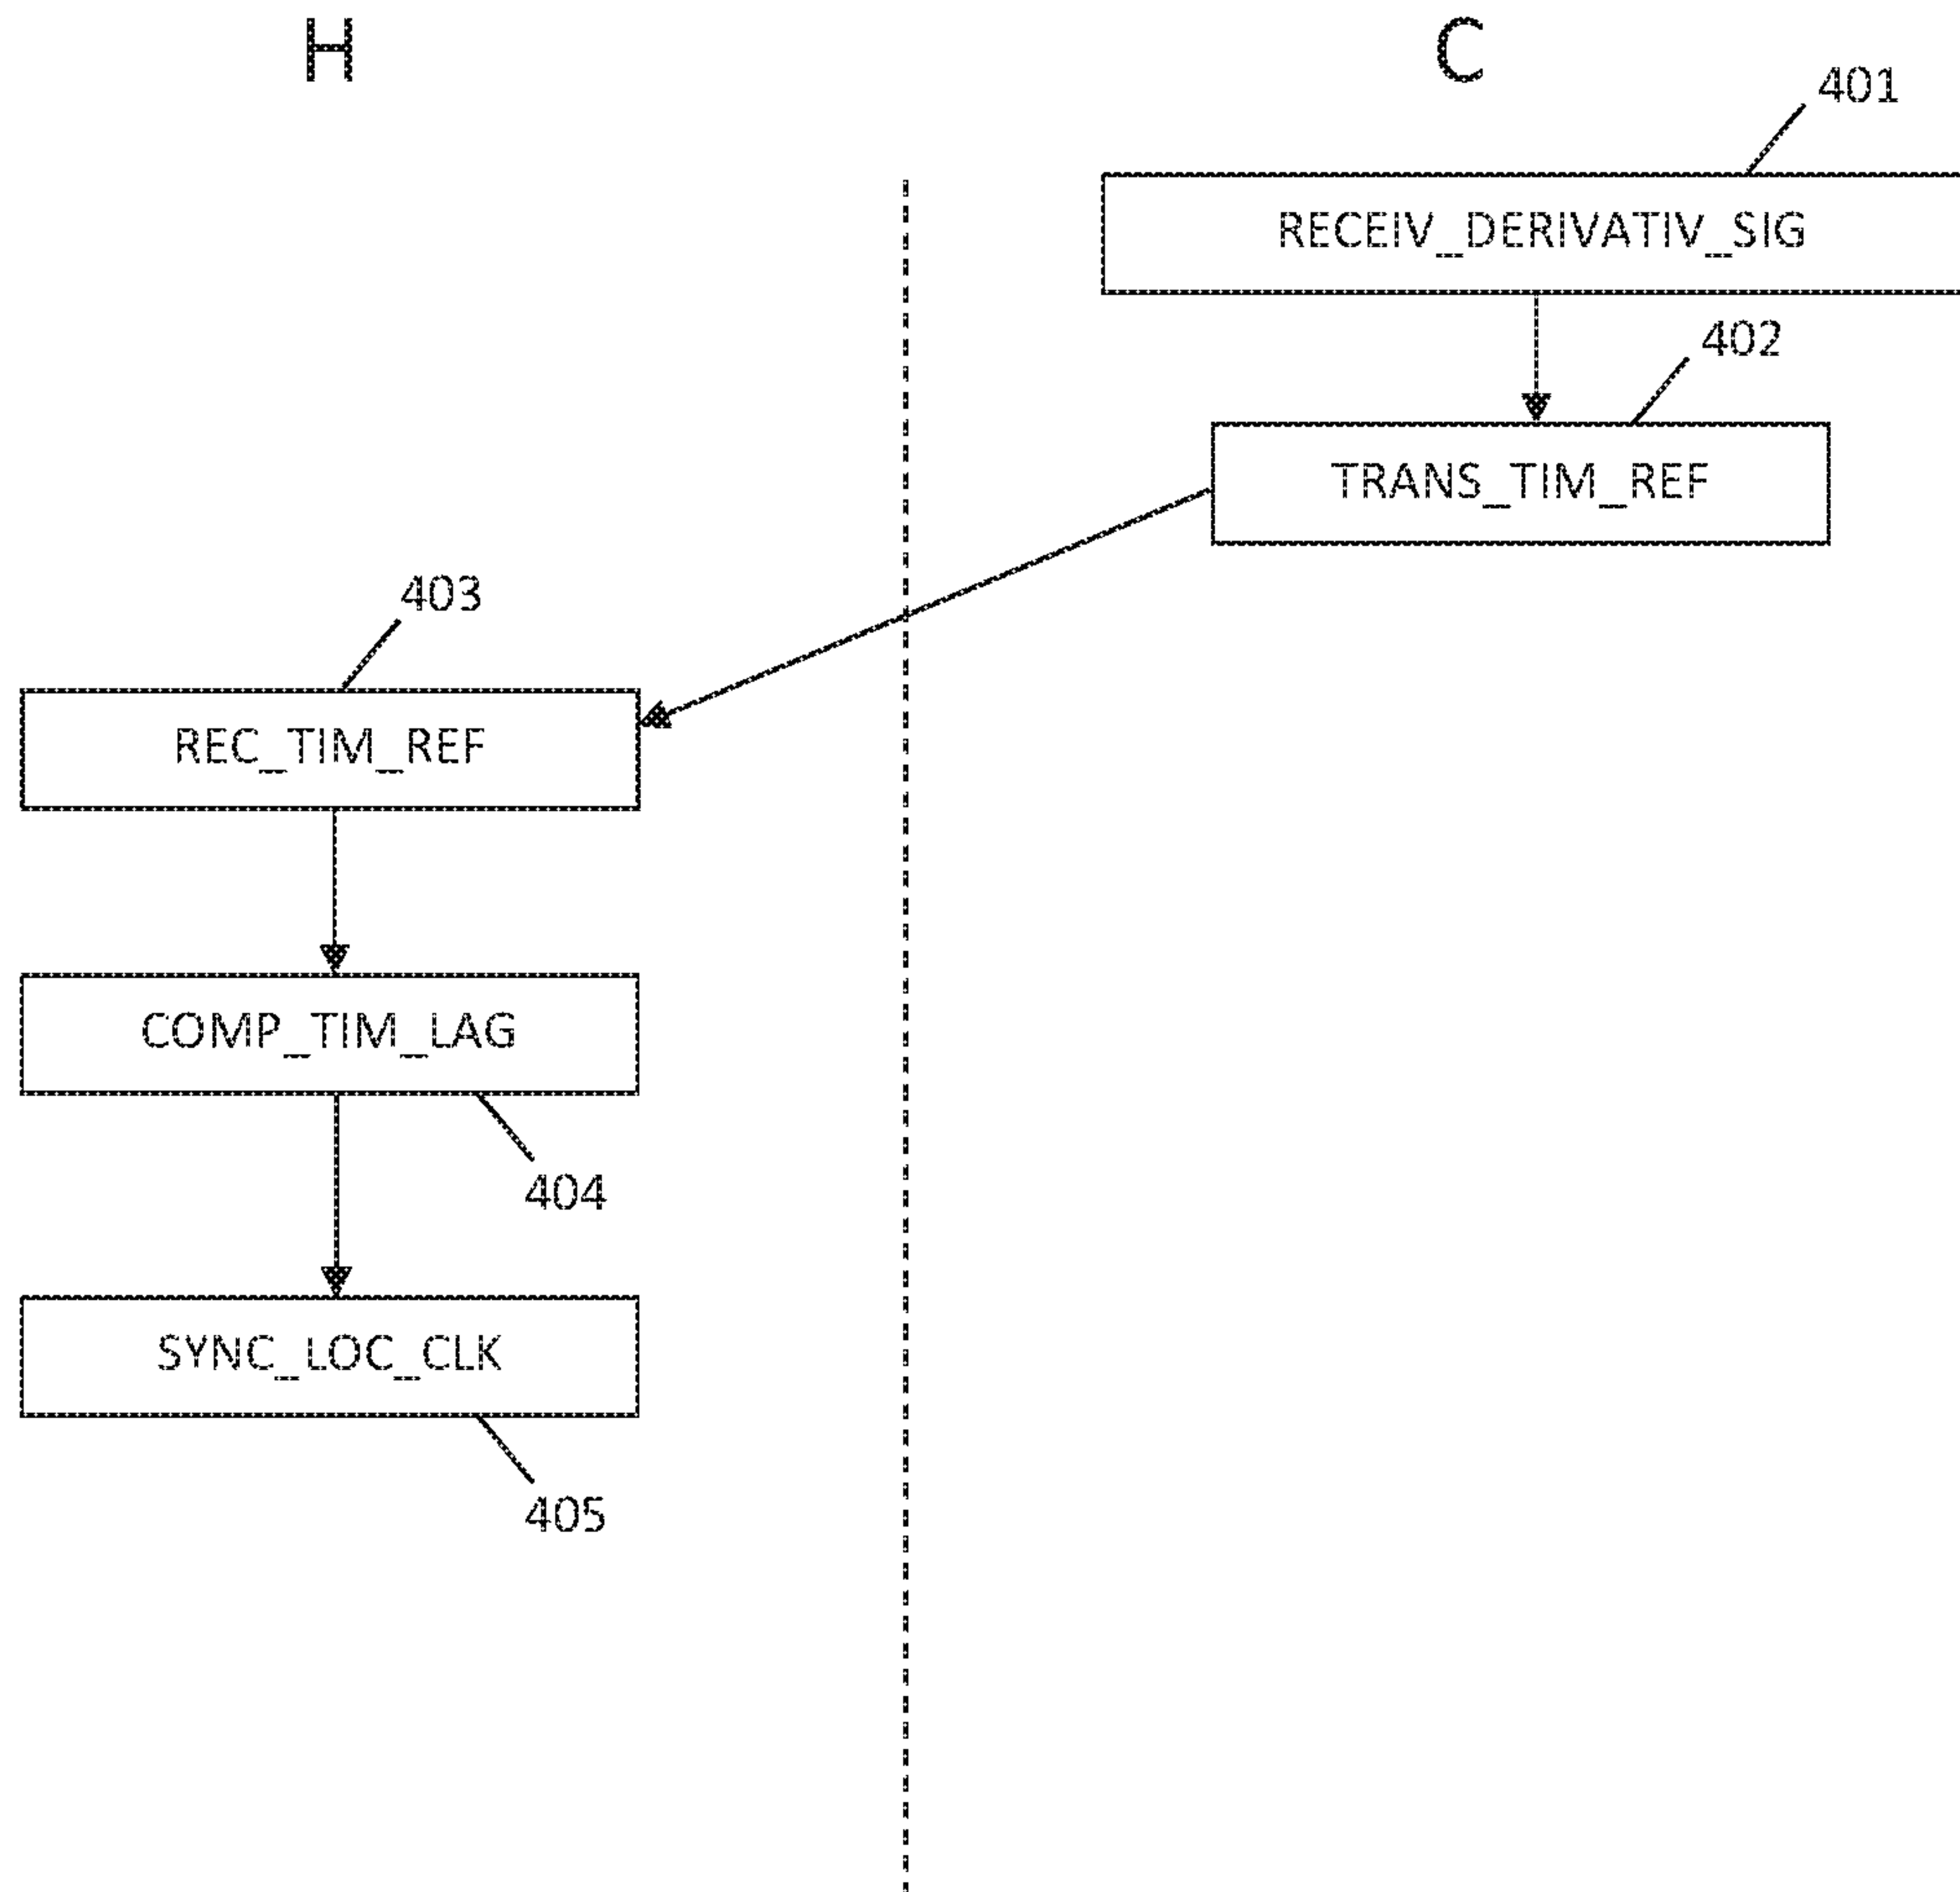 H
C
401
RECEIV_DERIVATIV_SIG
402
TRANS_TIM_REF
403
REC_TIM_REF
COMP_TIM_LAG
404
SYNC_LOC_CLK
405